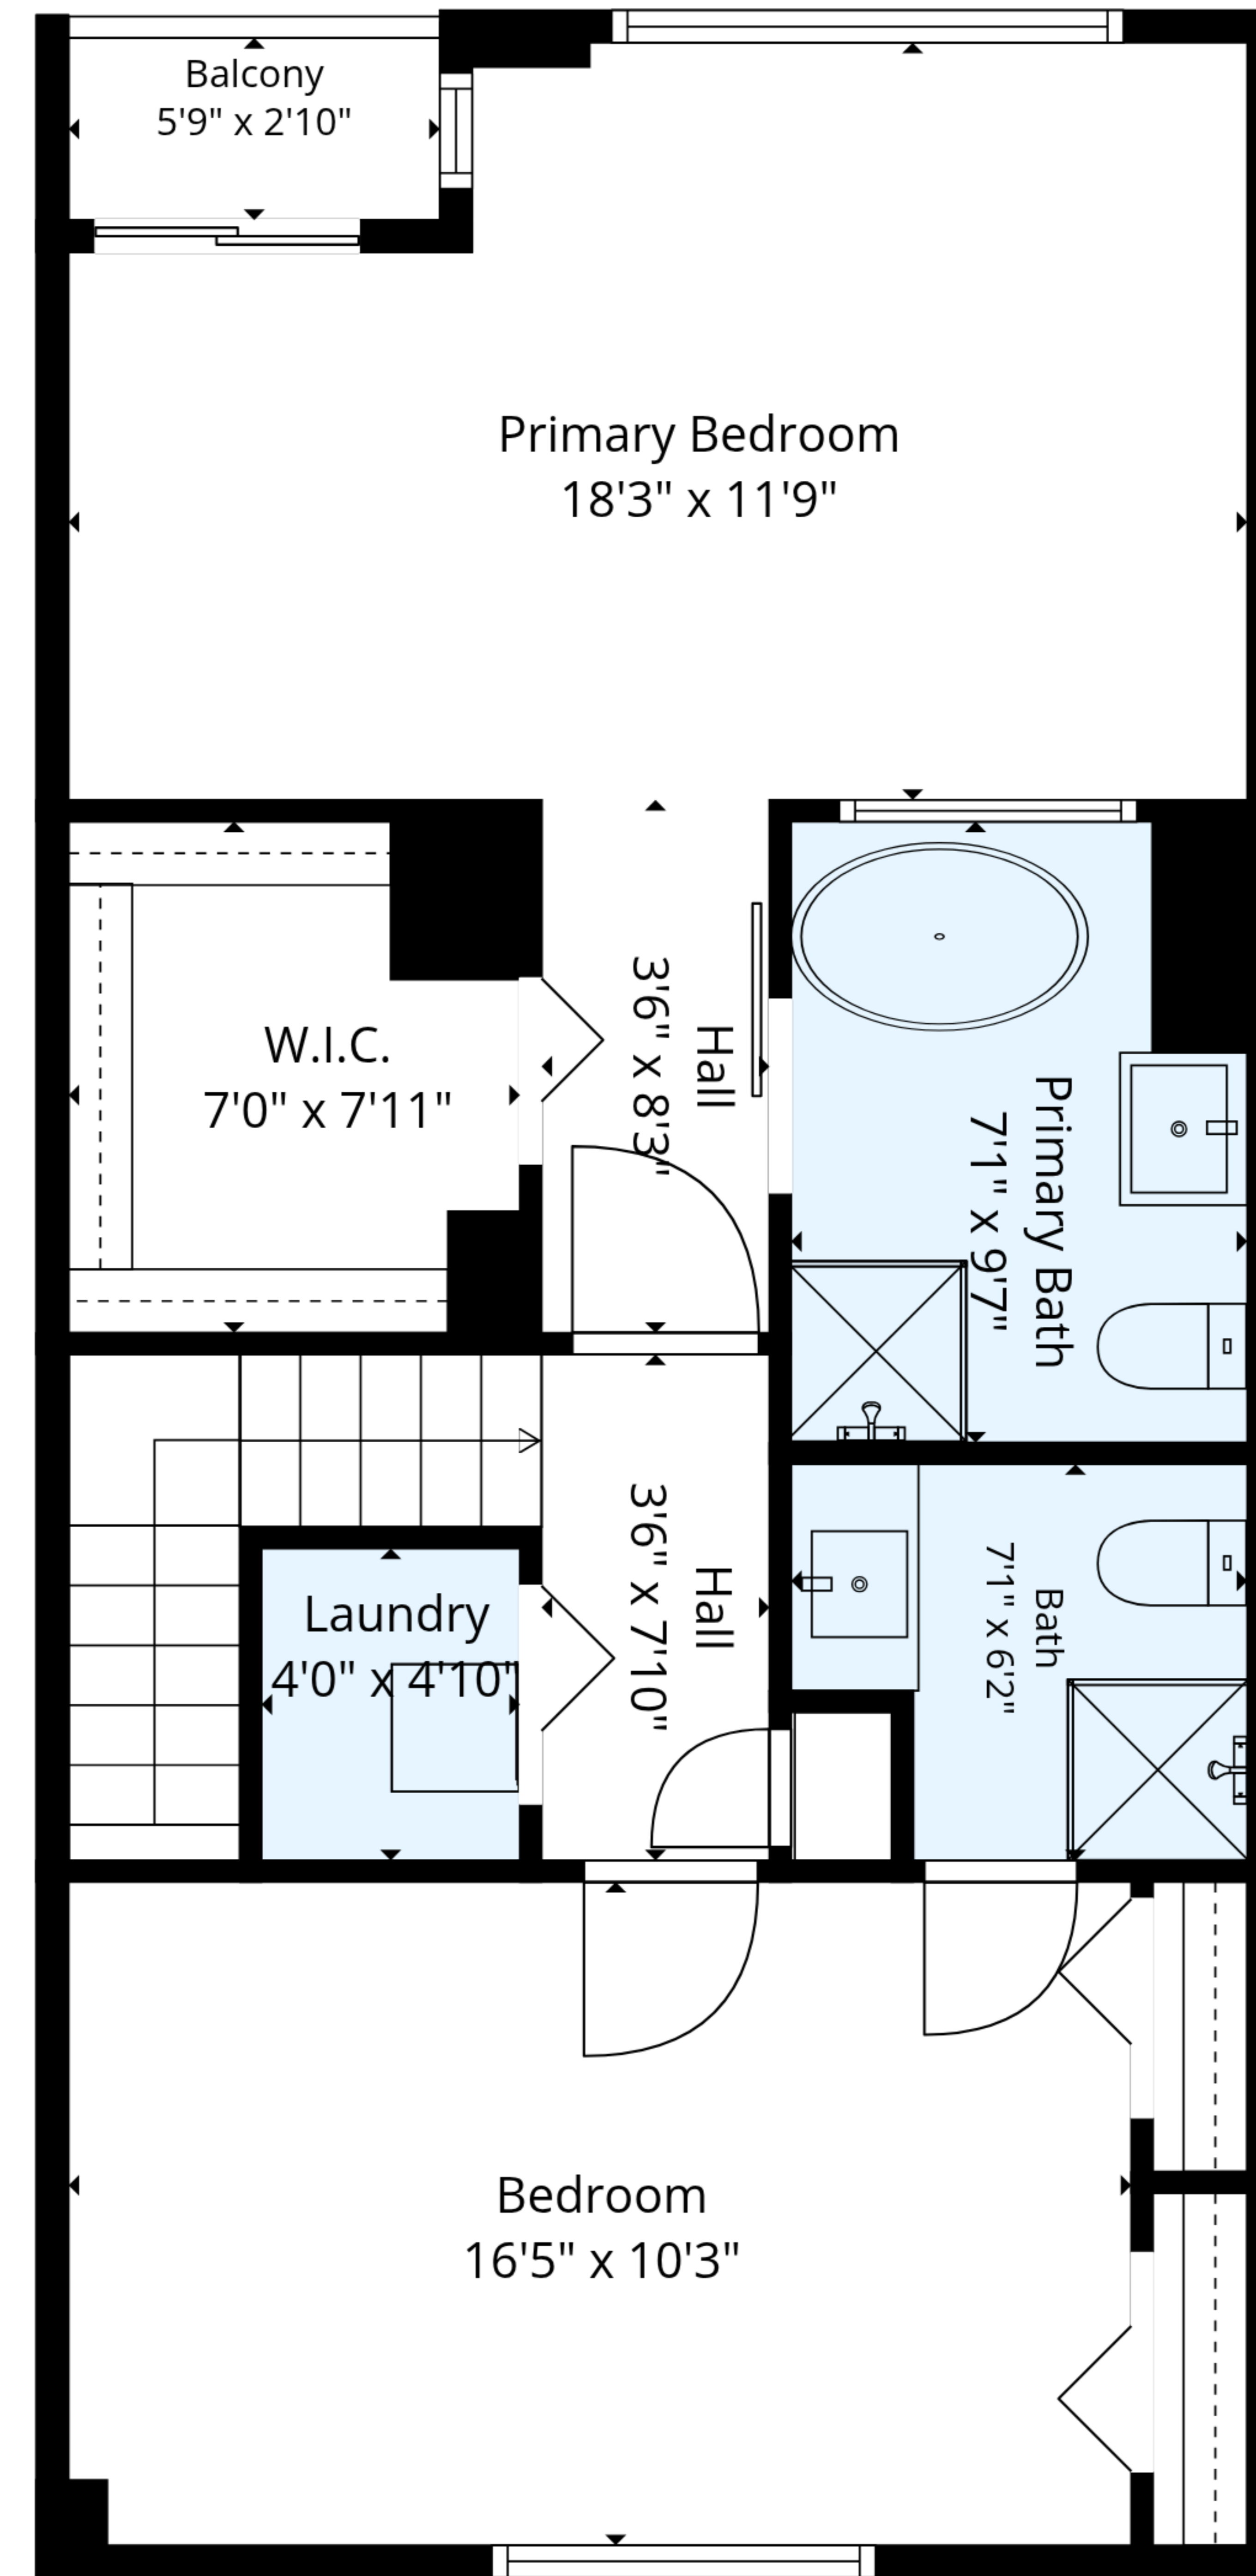 Balcony
5'9" x 2'10"
Primary Bedroom
18'3" x 11'9"
W.I.C.
7'0" x 7'11"
Hall
3'6" x 8'3"
Primary Bath
7'1" x 9'7"
Laundry
4'0" x 4'10"
Hall
3'6" x 7'10"
Bath
7'1" x 6'2"
Bedroom
16'5" x 10'3"